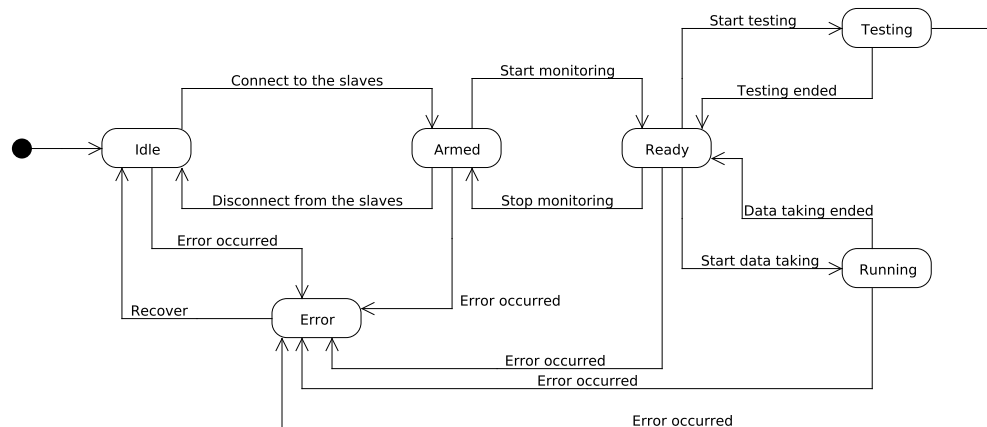 Start testing
Testing
Start monitoring
Connect to the slaves
Testing ended
Idle
Armed
Ready
Disconnect from the slaves
Stop monitoring
Data taking ended
Error occurred
Start data taking
Running
Error occurred
Recover
Error
Error occurred
Error occurred
Error occurred